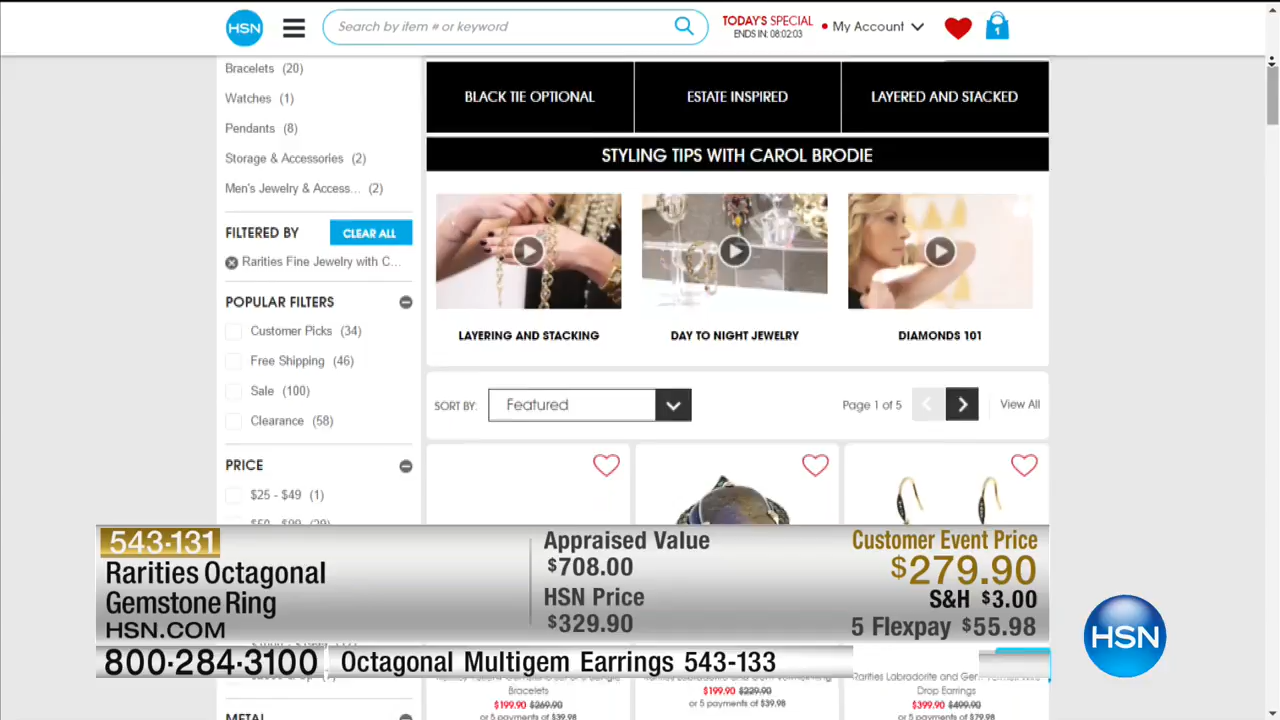 HSN
Search by item # or keyword
TODAY'S SPECIAL
ENDS IN: 08:02:03
My Account
1
Bracelets (20)
Watches (1)
Pendants (8)
Storage & Accessories (2)
Men's Jewelry & Access... (2)
FILTERED BY
CLEAR ALL
Rarities Fine Jewelry with C...
POPULAR FILTERS
Customer Picks (34)
Free Shipping (46)
Sale (100)
Clearance (58)
PRICE
$25 - $49 (1)
BLACK TIE OPTIONAL
ESTATE INSPIRED
LAYERED AND STACKED
STYLING TIPS WITH CAROL BRODIE
LAYERING AND STACKING
DAY TO NIGHT JEWELRY
DIAMONDS 101
SORT BY:
Featured
Page 1 of 5
View All
543-131
Rarities Octagonal
Gemstone Ring
HSN.COM
Appraised Value
$708.00
HSN Price
$329.90
Customer Event Price
$279.90
S&H $3.00
5 Flexpay $55.98
HSN
800-284-3100
Octagonal Multigem Earrings 543-133
Bracelets
$199.90 $269.90
or 5 payments of $39.98
$199.90 $229.90
or 5 payments of $39.98
Rarities Labradorite and
Drop Earrings
$399.90 $499.90
or 5 payments of $79.98
METAL